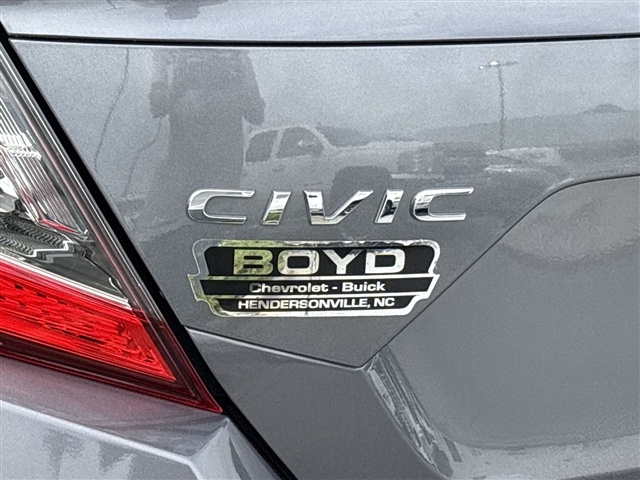 CIVIC
BOYD
Chevrolet - Buick
HENDERSONVILLE, NC